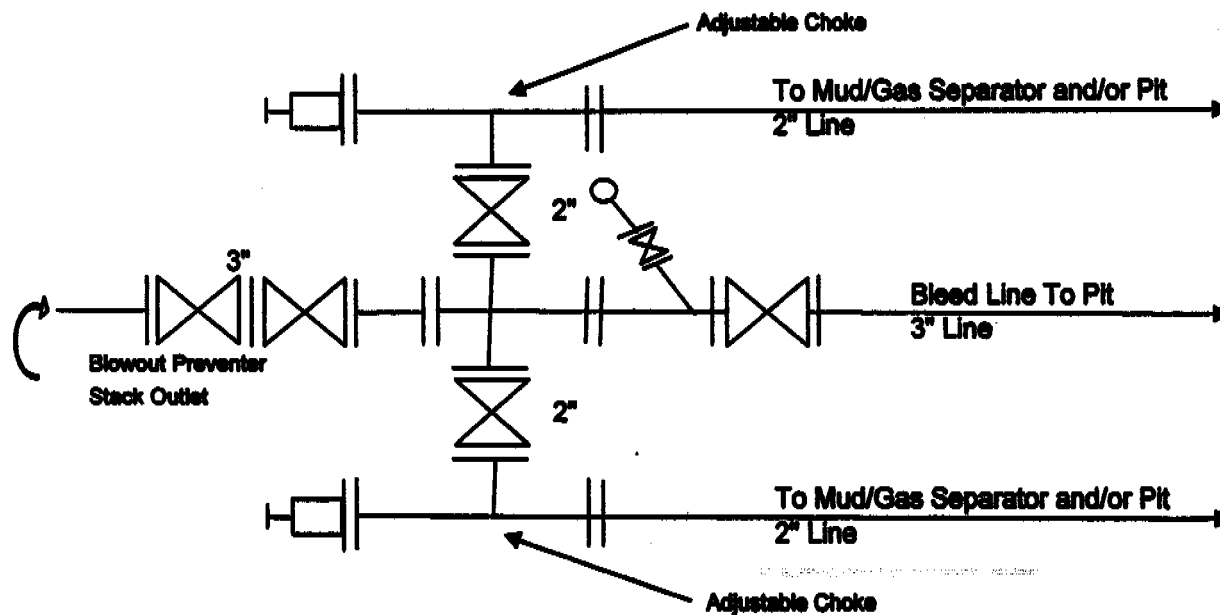 Adjustable Choke
To Mud/Gas Separator and/or Pit
2" Line
2"
3"
Bleed Line To Pit
3" Line
Blowout Preventer
Stack Outlet
2"
To Mud/Gas Separator and/or Pit
2" Line
Adjustable Choke